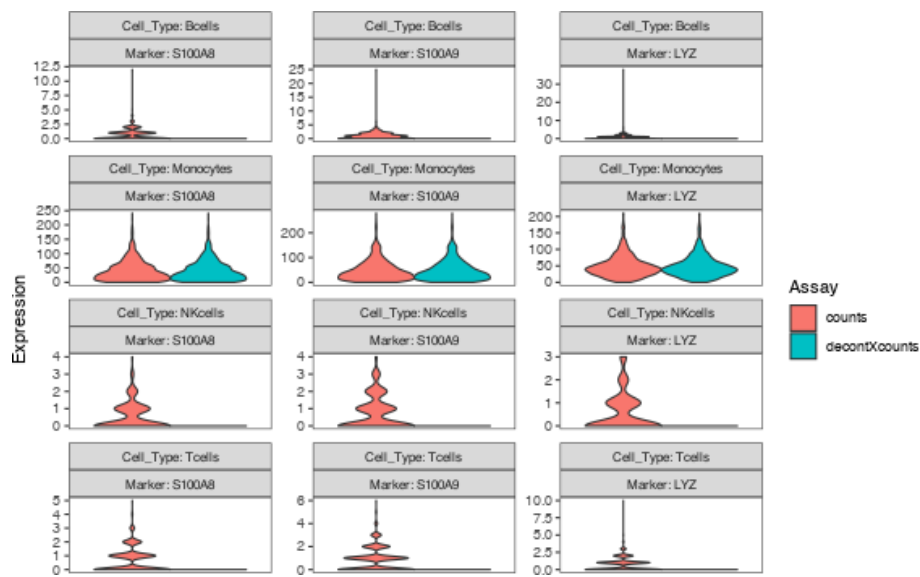 Cell_Type: Bcells Cell_Type: Bcells Cell_Type: Bcells
Marker: S100A8 Marker: S100A9 Marker: LYZ
12.5 10.0 7.5 5.0 2.5 0.0
25 20 15 10 5 0
30 20 10 0
Cell_Type: Monocytes Cell_Type: Monocytes Cell_Type: Monocytes
Marker: S100A8 Marker: S100A9 Marker: LYZ
250 200 150 100 50 0
200 100 0
200 150 100 50 0
Cell_Type: NKcells Cell_Type: NKcells Cell_Type: NKcells
Marker: S100A8 Marker: S100A9 Marker: LYZ
4 3 2 1 0
4 3 2 1 0
3 2 1 0
Cell_Type: Tcells Cell_Type: Tcells Cell_Type: Tcells
Marker: S100A8 Marker: S100A9 Marker: LYZ
5 4 3 2 1 0
6 4 2 0
10.0 7.5 5.0 2.5 0.0
Expression
Assay
counts
decontXcounts